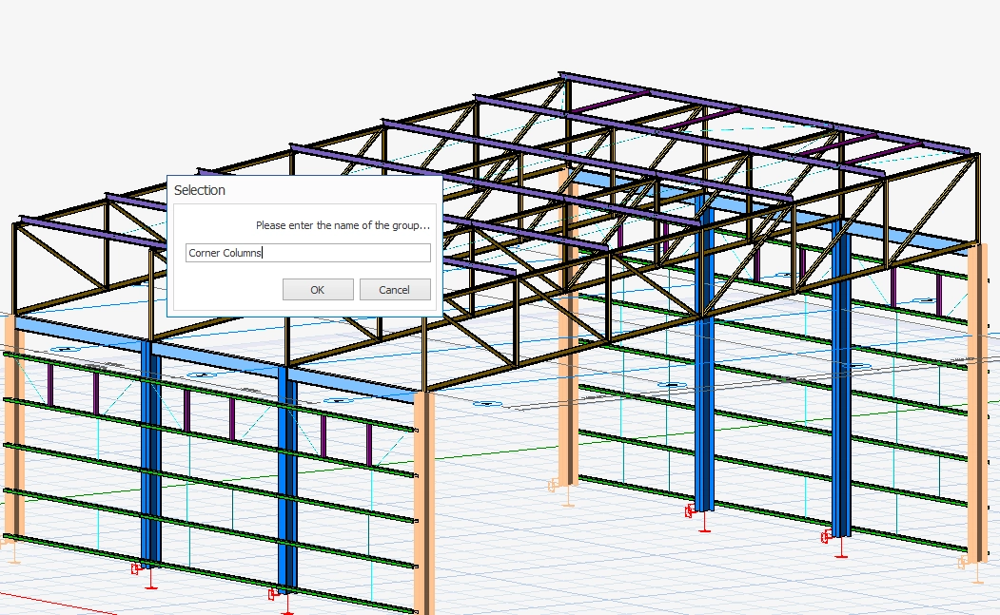 Selection
Please enter the name of the group...
Corner Columns
OK
Cancel